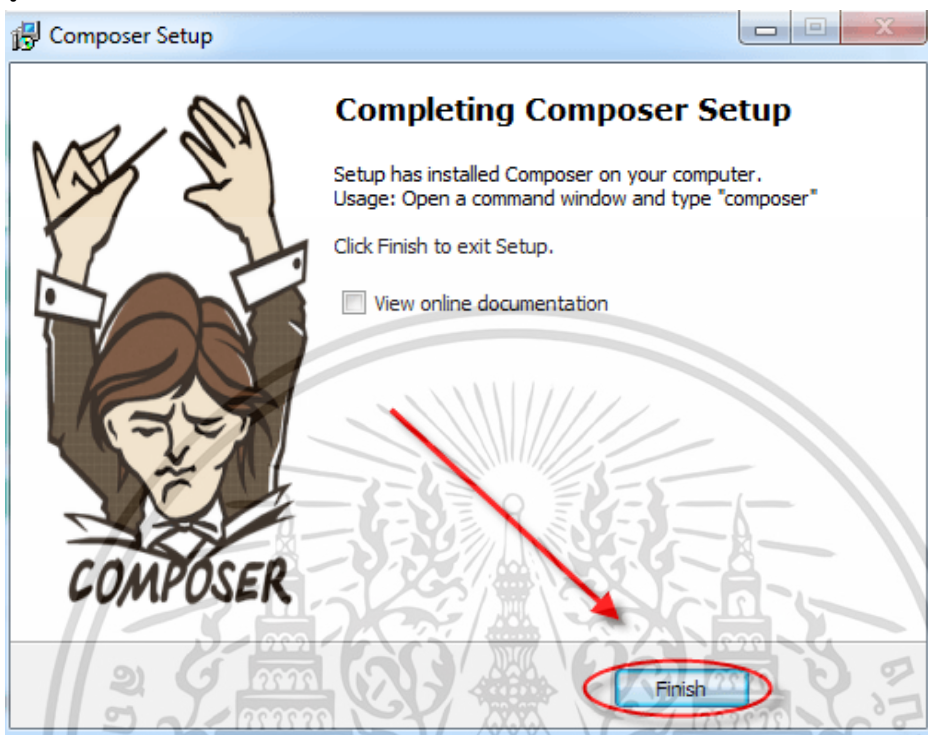 Composer Setup
Completing Composer Setup
Setup has installed Composer on your computer.
Usage: Open a command window and type "composer"
Click Finish to exit Setup.
View online documentation
COMPOSER
Finish